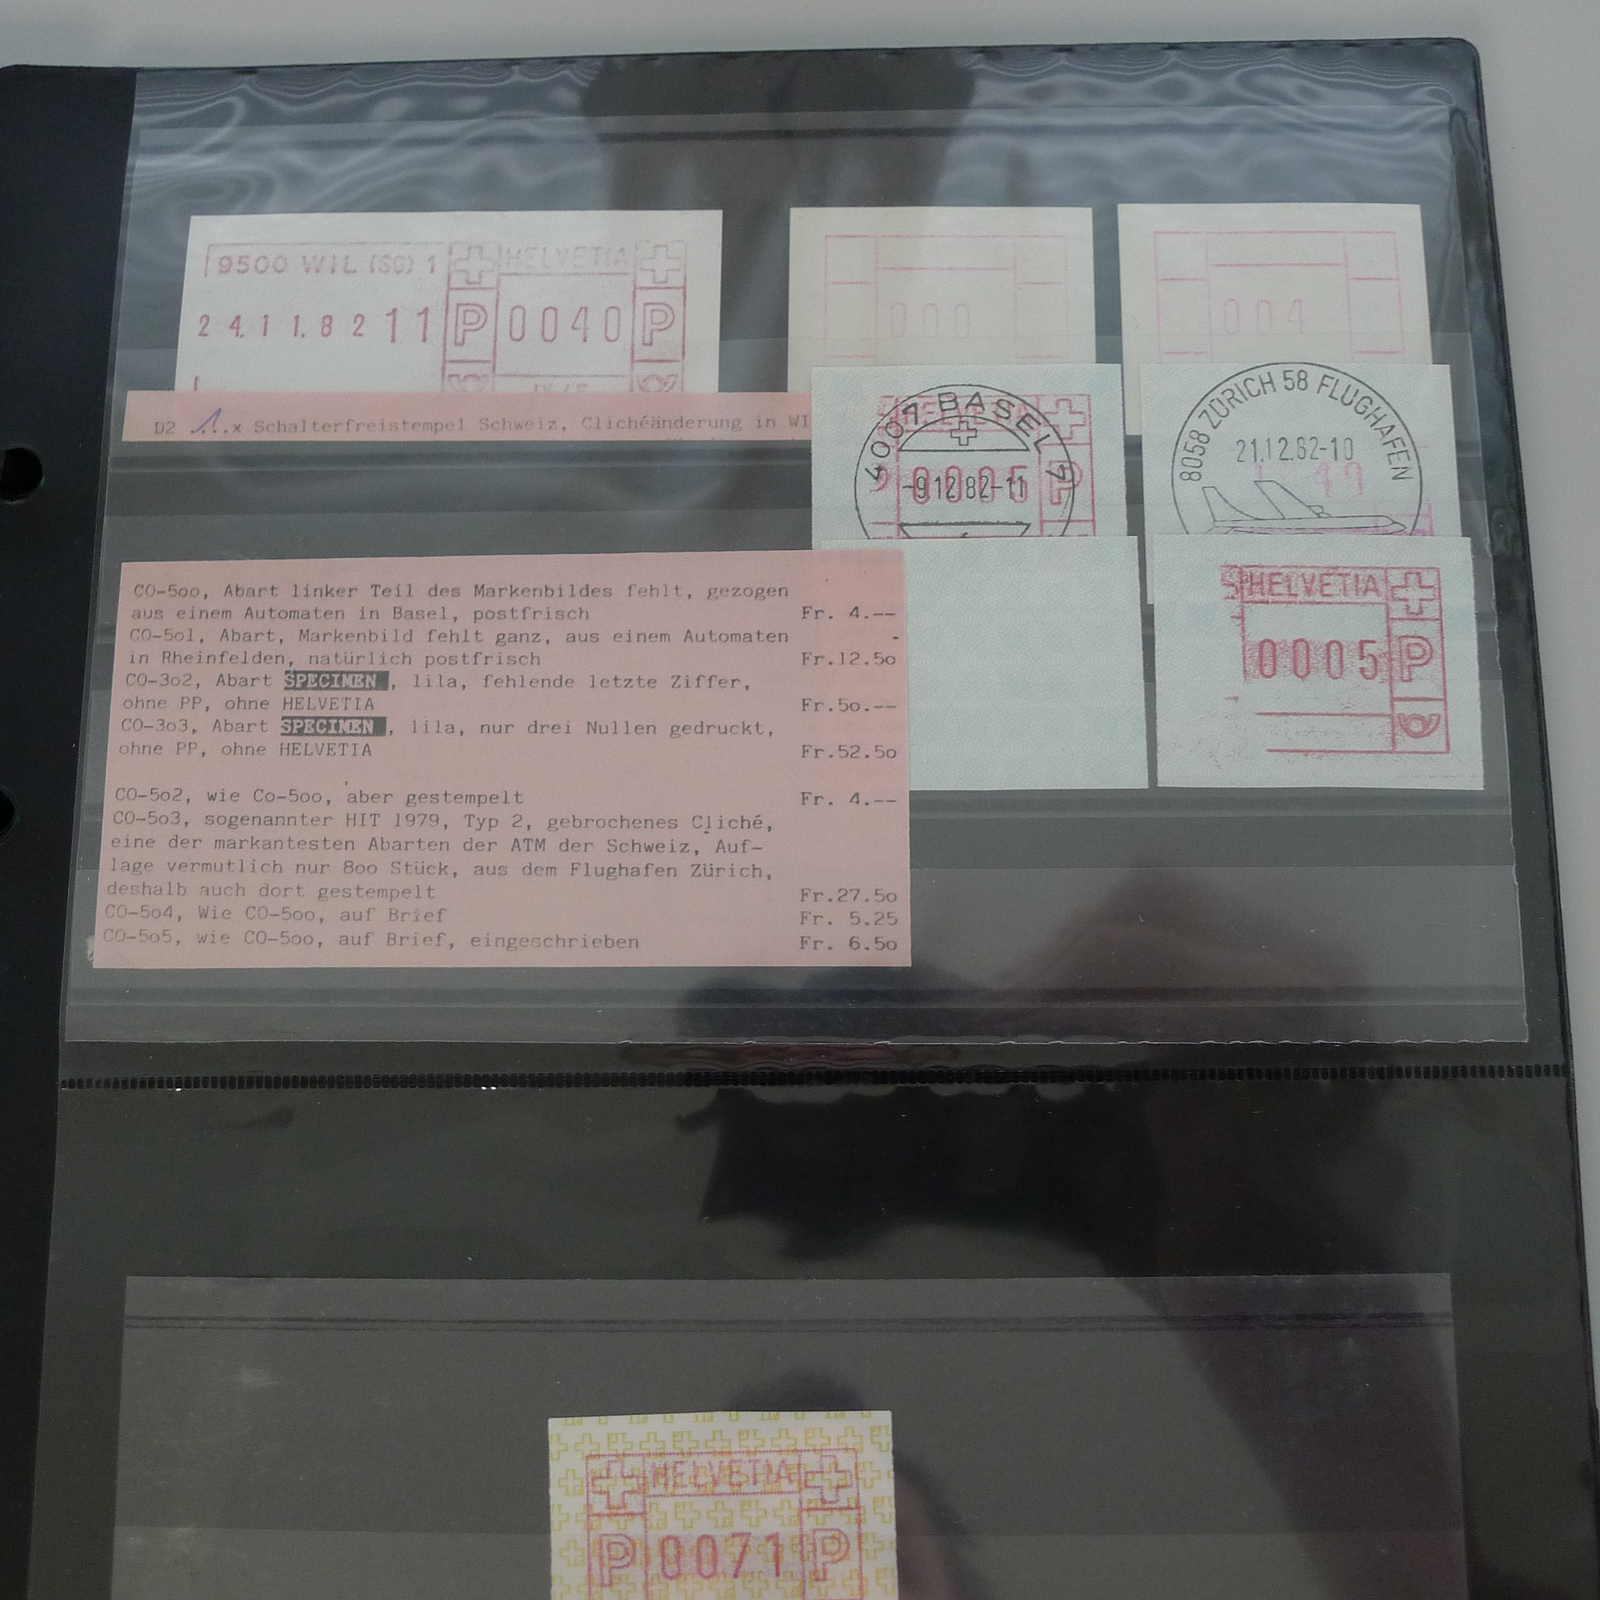 9500 WIL (SG) 1
HELVETIA
24.11.82 11 P 0040 P
000
004
D2 1..x Schalterfreistempel Schweiz, Clichéänderung in WI
4001 BASEL
-9.12.82-11
0005
P
8058 ZÜRICH 58 FLUGHAFEN
21.12.82-10
HELVETIA
0005 P
CO-5oo, Abart linker Teil des Markenbildes fehlt, gezogen
aus einem Automaten in Basel, postfrisch Fr. 4.--
CO-5ol, Abart, Markenbild fehlt ganz, aus einem Automaten -
in Rheinfelden, natürlich postfrisch Fr.12.5o
CO-3o2, Abart SPECIMEN, lila, fehlende letzte Ziffer,
ohne PP, ohne HELVETIA Fr.5o.--
CO-3o3, Abart SPECIMEN, lila, nur drei Nullen gedruckt,
ohne PP, ohne HELVETIA Fr.52.5o
CO-5o2, wie Co-5oo, aber gestempelt Fr. 4.--
CO-5o3, sogenannter HIT 1979, Typ 2, gebrochenes Cliché,
eine der markantesten Abarten der ATM der Schweiz, Auf-
lage vermutlich nur 8oo Stück, aus dem Flughafen Zürich,
deshalb auch dort gestempelt Fr.27.5o
CO-5o4, Wie CO-5oo, auf Brief Fr. 5.25
CO-5o5, wie CO-5oo, auf Brief, eingeschrieben Fr. 6.5o
HELVETIA
P 0071 P